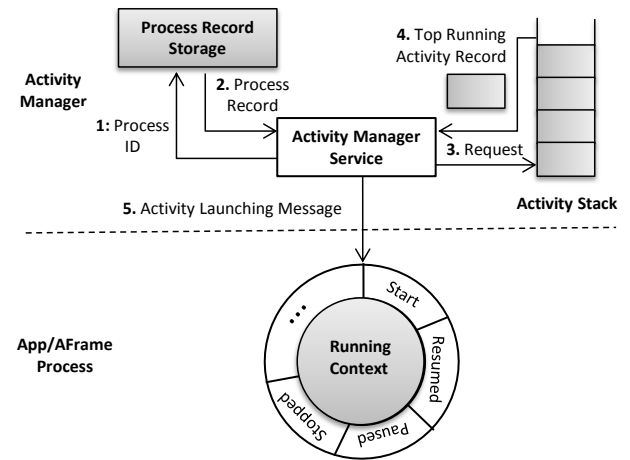 Process Record
Storage
4. Top Running
Activity Record
Activity
Manager
2. Process
Record
1: Process
ID
Activity Manager
Service
3. Request
5. Activity Launching Message
Activity Stack
...
Start
Resumed
Paused
Stopped
Running
Context
App/AFrame
Process